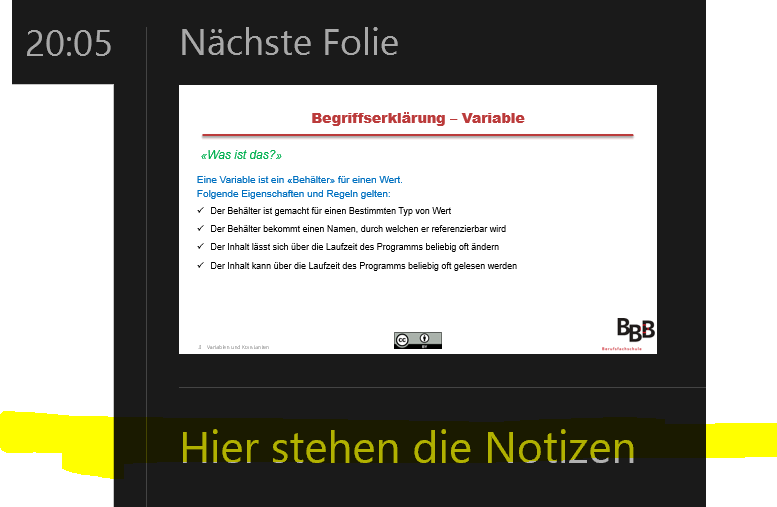 20:05
Nächste Folie
Begriffserklärung – Variable
«Was ist das?»
Eine Variable ist ein «Behälter» für einen Wert.
Folgende Eigenschaften und Regeln gelten:
✓ Der Behälter ist gemacht für einen Bestimmten Typ von Wert
✓ Der Behälter bekommt einen Namen, durch welchen er referenzierbar wird
✓ Der Inhalt lässt sich über die Laufzeit des Programms beliebig oft ändern
✓ Der Inhalt kann über die Laufzeit des Programms beliebig oft gelesen werden
Variablen und Konstanten
cc
BY
BBB
Berufsfachschule
Hier stehen die Notizen